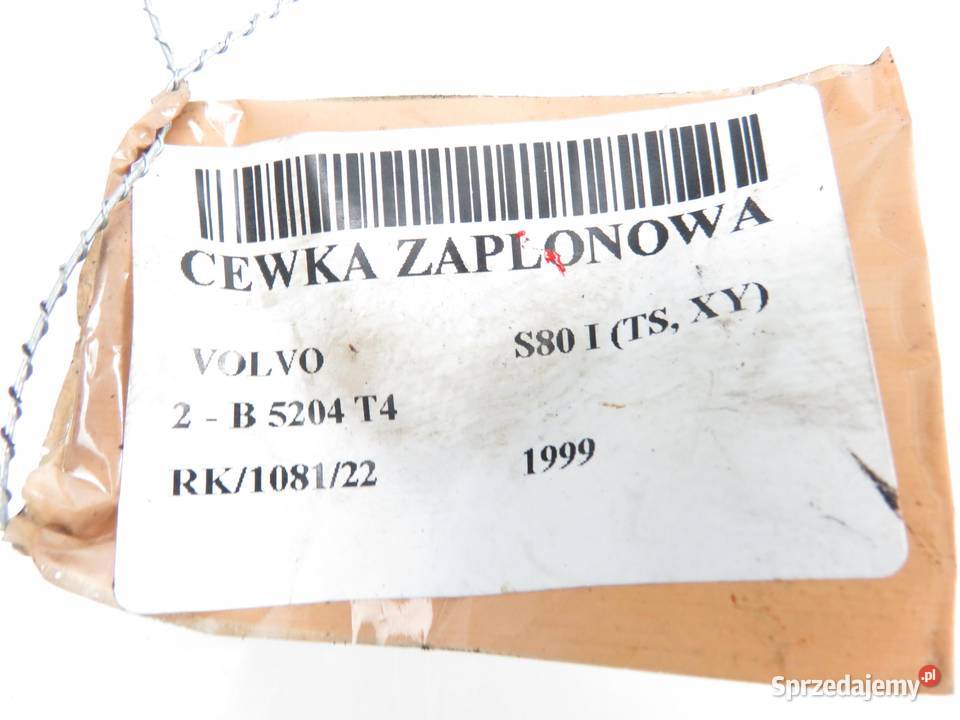 CEWKA ZAPŁONOWA
VOLVO S80 I (TS, XY)
2 - B 5204 T4
RK/1081/22 1999
Sprzedajemy.pl